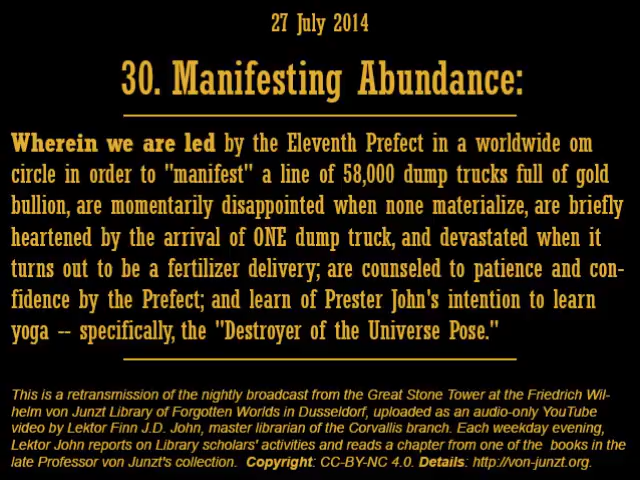 27 July 2014
30. Manifesting Abundance:
Wherein we are led by the Eleventh Prefect in a worldwide om
circle in order to "manifest" a line of 58,000 dump trucks full of gold
bullion, are momentarily disappointed when none materialize, are briefly
heartened by the arrival of ONE dump truck, and devastated when it
turns out to be a fertilizer delivery; are counseled to patience and con-
fidence by the Prefect; and learn of Prester John's intention to learn
yoga -- specifically, the "Destroyer of the Universe Pose."
This is a retransmission of the nightly broadcast from the Great Stone Tower at the Friedrich Wil-
helm von Junzt Library of Forgotten Worlds in Dusseldorf, uploaded as an audio-only YouTube
video by Lektor Finn J.D. John, master librarian of the Corvallis branch. Each weekday evening,
Lektor John reports on Library scholars' activities and reads a chapter from one of the books in the
late Professor von Junzt's collection. Copyright: CC-BY-NC 4.0. Details: http://von-junzt.org.